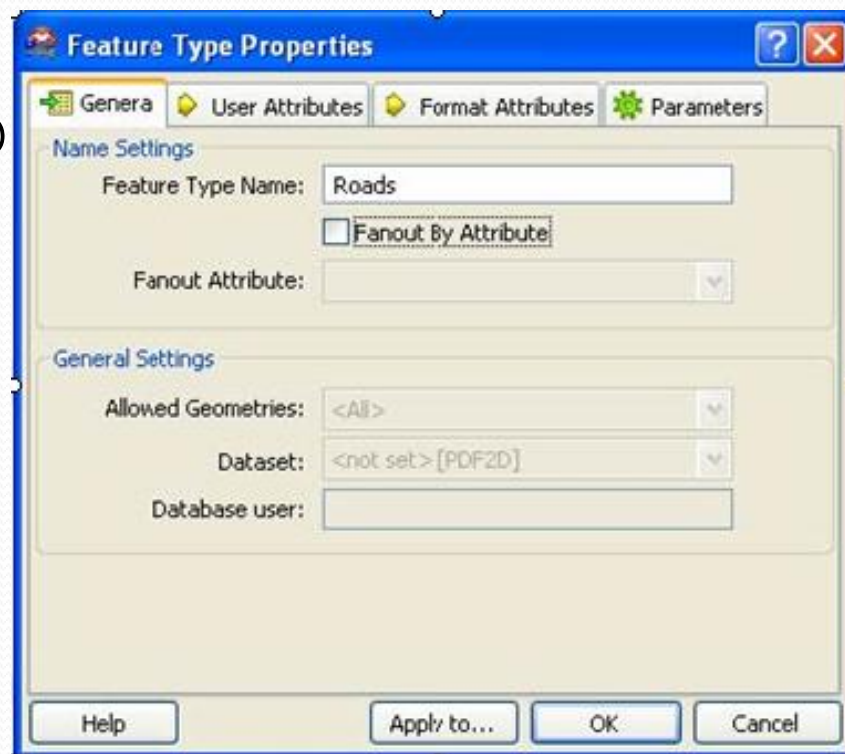 Feature Type Properties
Genera User Attributes Format Attributes Parameters
)
Name Settings
Feature Type Name: Roads
Fanout By Attribute
Fanout Attribute:
General Settings
Allowed Geometries: <All>
Dataset: <not set> [PDF2D]
Database user:
Help Apply to... OK Cancel